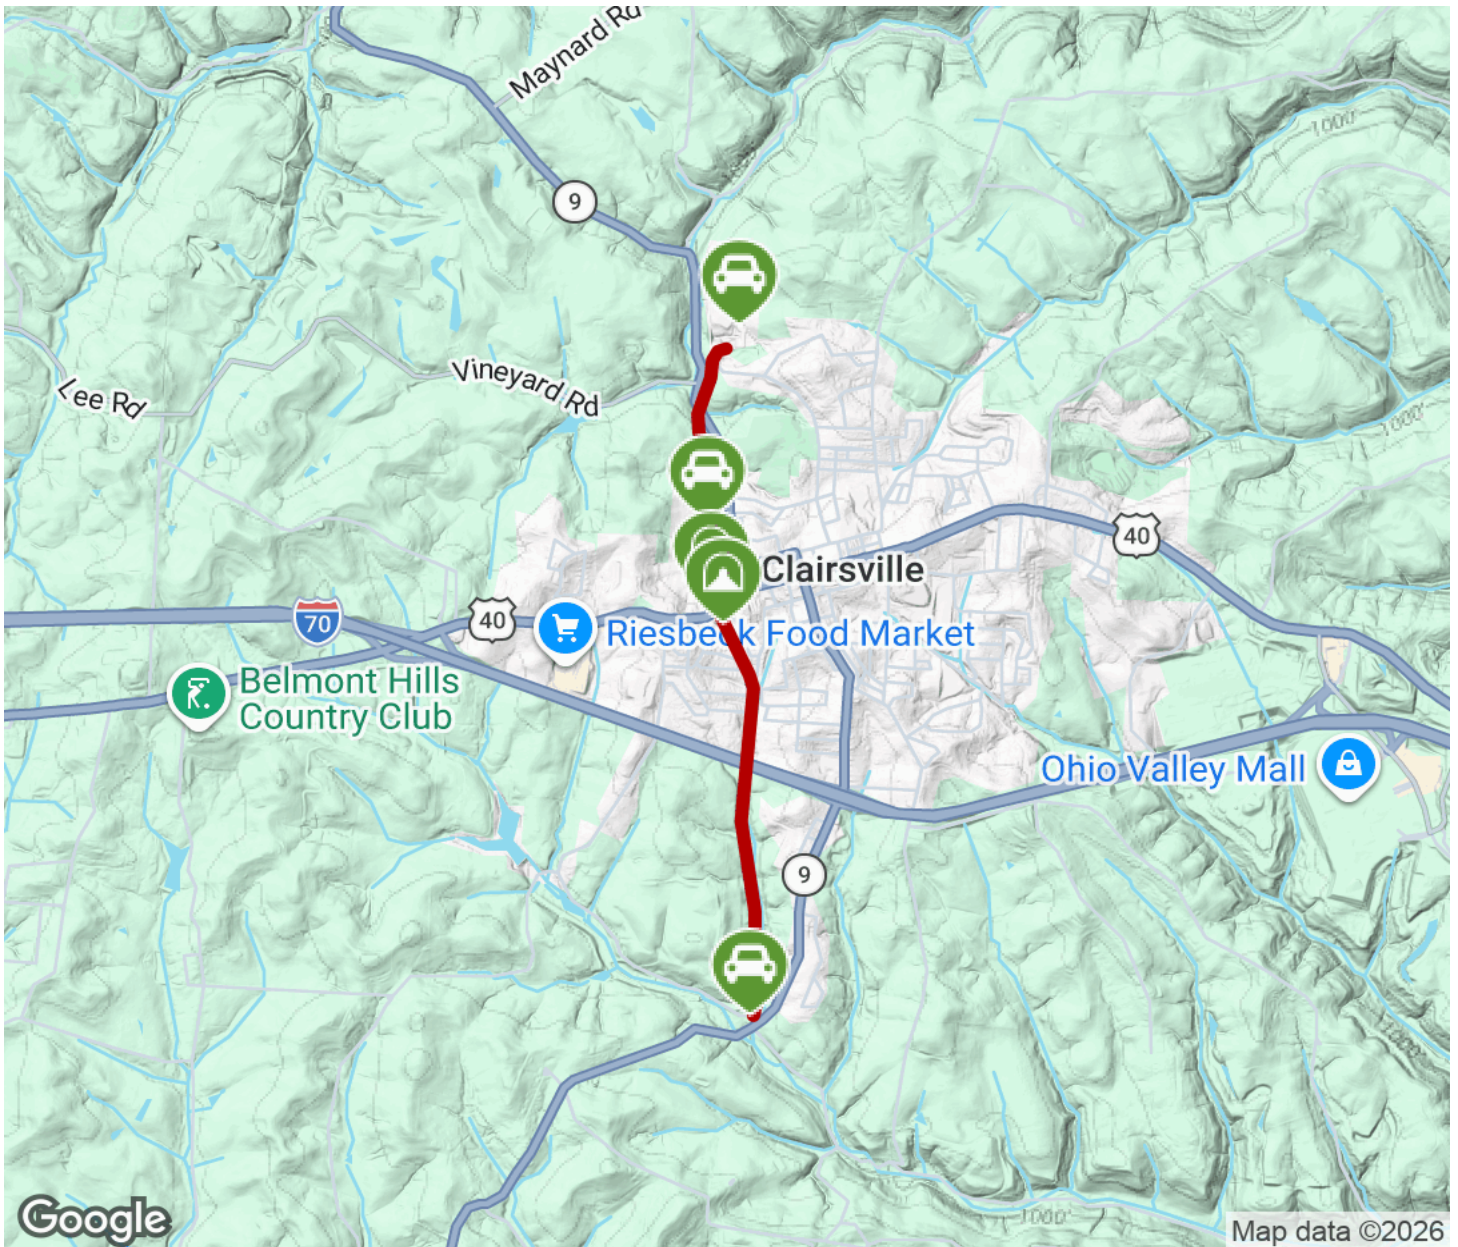 Maynard Rd
1000'
9
Vineyard Rd
Lee Rd
1000'
40
Clairsville
70
40
Riesbeck Food Market
Belmont Hills
Country Club
Ohio Valley Mall
9
1000'
Google
Map data ©2026